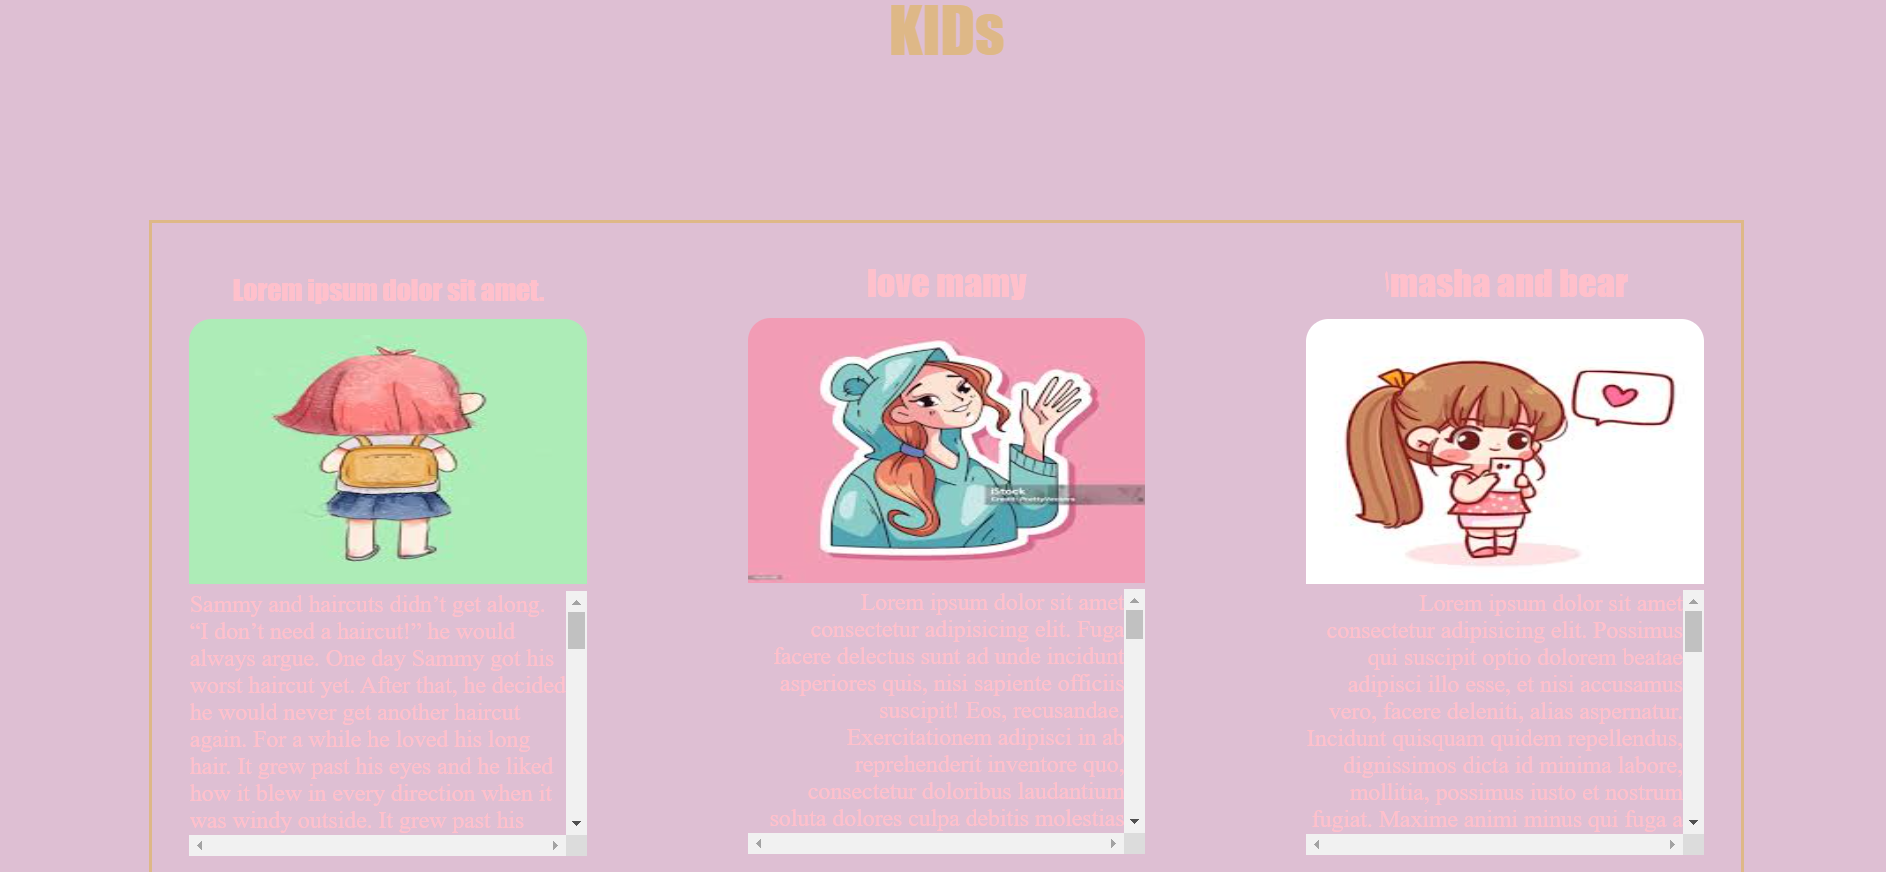 KIDs
Lorem ipsum dolor sit amet.
Sammy and haircuts didn’t get along.
“I don’t need a haircut!” he would
always argue. One day Sammy got his
worst haircut yet. After that, he decided
he would never get another haircut
again. For a while he loved his long
hair. It grew past his eyes and he liked
how it blew in every direction when it
was windy outside. It grew past his
love mamy
iStock
Credit: PrettyVectors
Lorem ipsum dolor sit amet
consectetur adipisicing elit. Fuga
facere delectus sunt ad unde incidunt
asperiores quis, nisi sapiente officiis
suscipit! Eos, recusandae.
Exercitationem adipisci in ab
reprehenderit inventore quo,
consectetur doloribus laudantium
soluta dolores culpa debitis molestias
\masha and bear
Lorem ipsum dolor sit amet
consectetur adipisicing elit. Possimus
qui suscipit optio dolorem beatae
adipisci illo esse, et nisi accusamus
vero, facere deleniti, alias aspernatur.
Incidunt quisquam quidem repellendus,
dignissimos dicta id minima labore,
mollitia, possimus iusto et nostrum
fugiat. Maxime animi minus qui fuga a